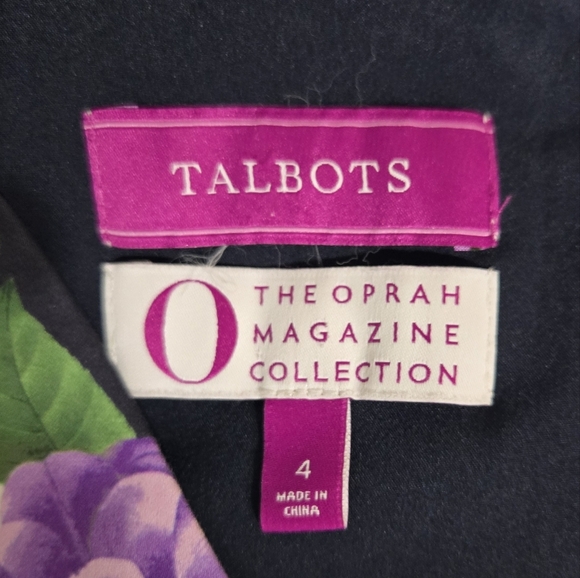 TALBOTS
O
THE OPRAH
MAGAZINE
COLLECTION
4
MADE IN
CHINA